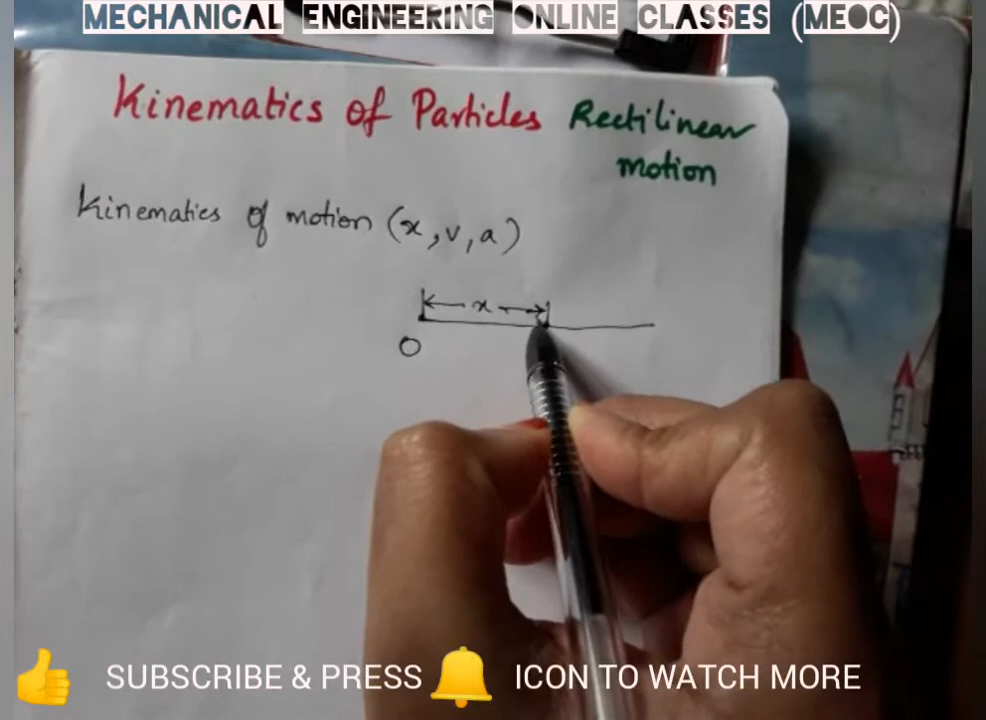 MECHANICAL ENGINEERING ONLINE CLASSES (MEOC)
Kinematics of Particles Rectilinear
motion
Kinematics of motion (x, v, a)
x
O
SUBSCRIBE & PRESS ICON TO WATCH MORE